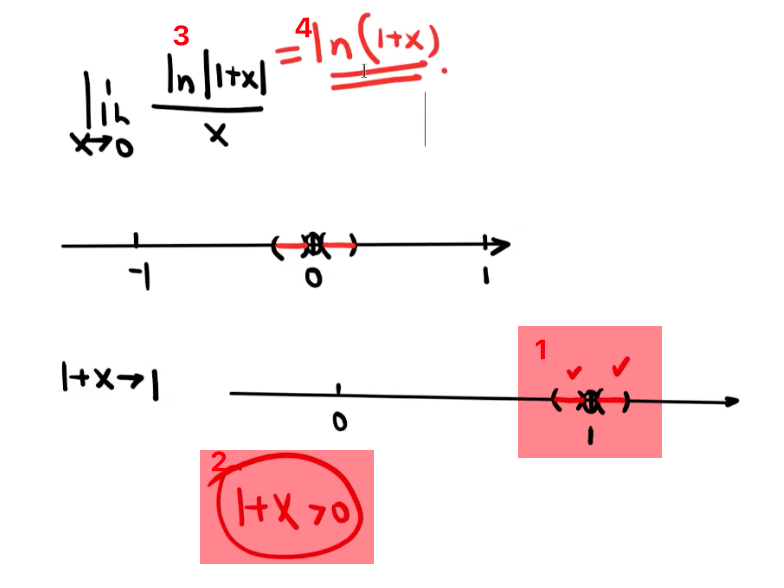 3 4
lim x→0 ln|1+x| / x = ln(1+x).
-1 0 1
1
1+x→1
0 1
2
1+x>0